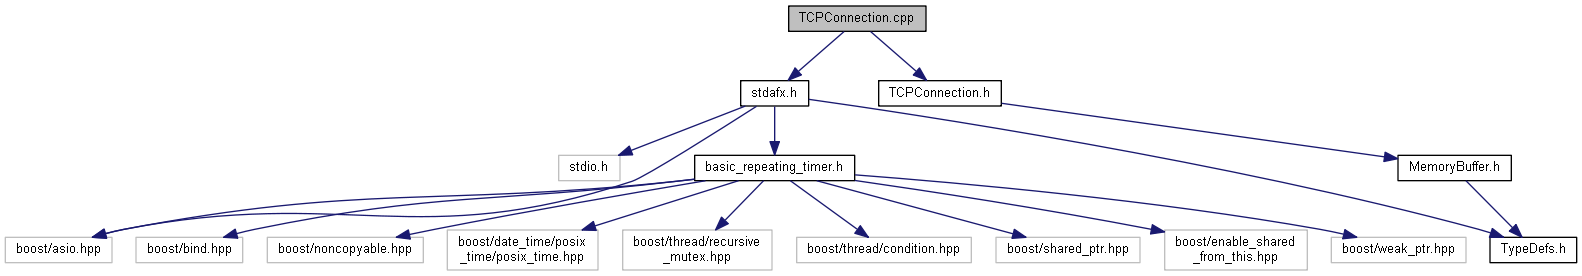 TCPConnection.cpp
stdafx.h
TCPConnection.h
stdio.h
basic_repeating_timer.h
MemoryBuffer.h
boost/asio.hpp
boost/bind.hpp
boost/noncopyable.hpp
boost/date_time/posix
_time/posix_time.hpp
boost/thread/recursive
_mutex.hpp
boost/thread/condition.hpp
boost/shared_ptr.hpp
boost/enable_shared
_from_this.hpp
boost/weak_ptr.hpp
TypeDefs.h